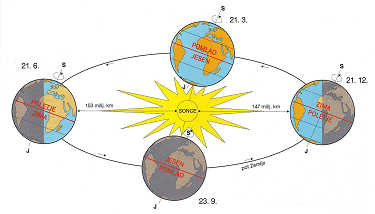 S
21. 3.
POMLAD
JESEN
J
S
21. 6.
POLETJE
ZIMA
J
153 milij. km
SONCE
147 milij. km
S
21. 12.
ZIMA
POLETJE
J
S
JESEN
POMLAD
J
23. 9.
pot Zemlje